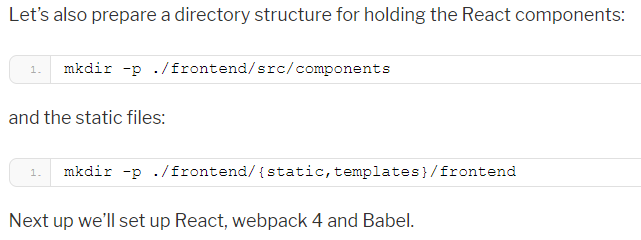 Let’s also prepare a directory structure for holding the React components:
1. mkdir -p ./frontend/src/components
and the static files:
1. mkdir -p ./frontend/{static,templates}/frontend
Next up we’ll set up React, webpack 4 and Babel.